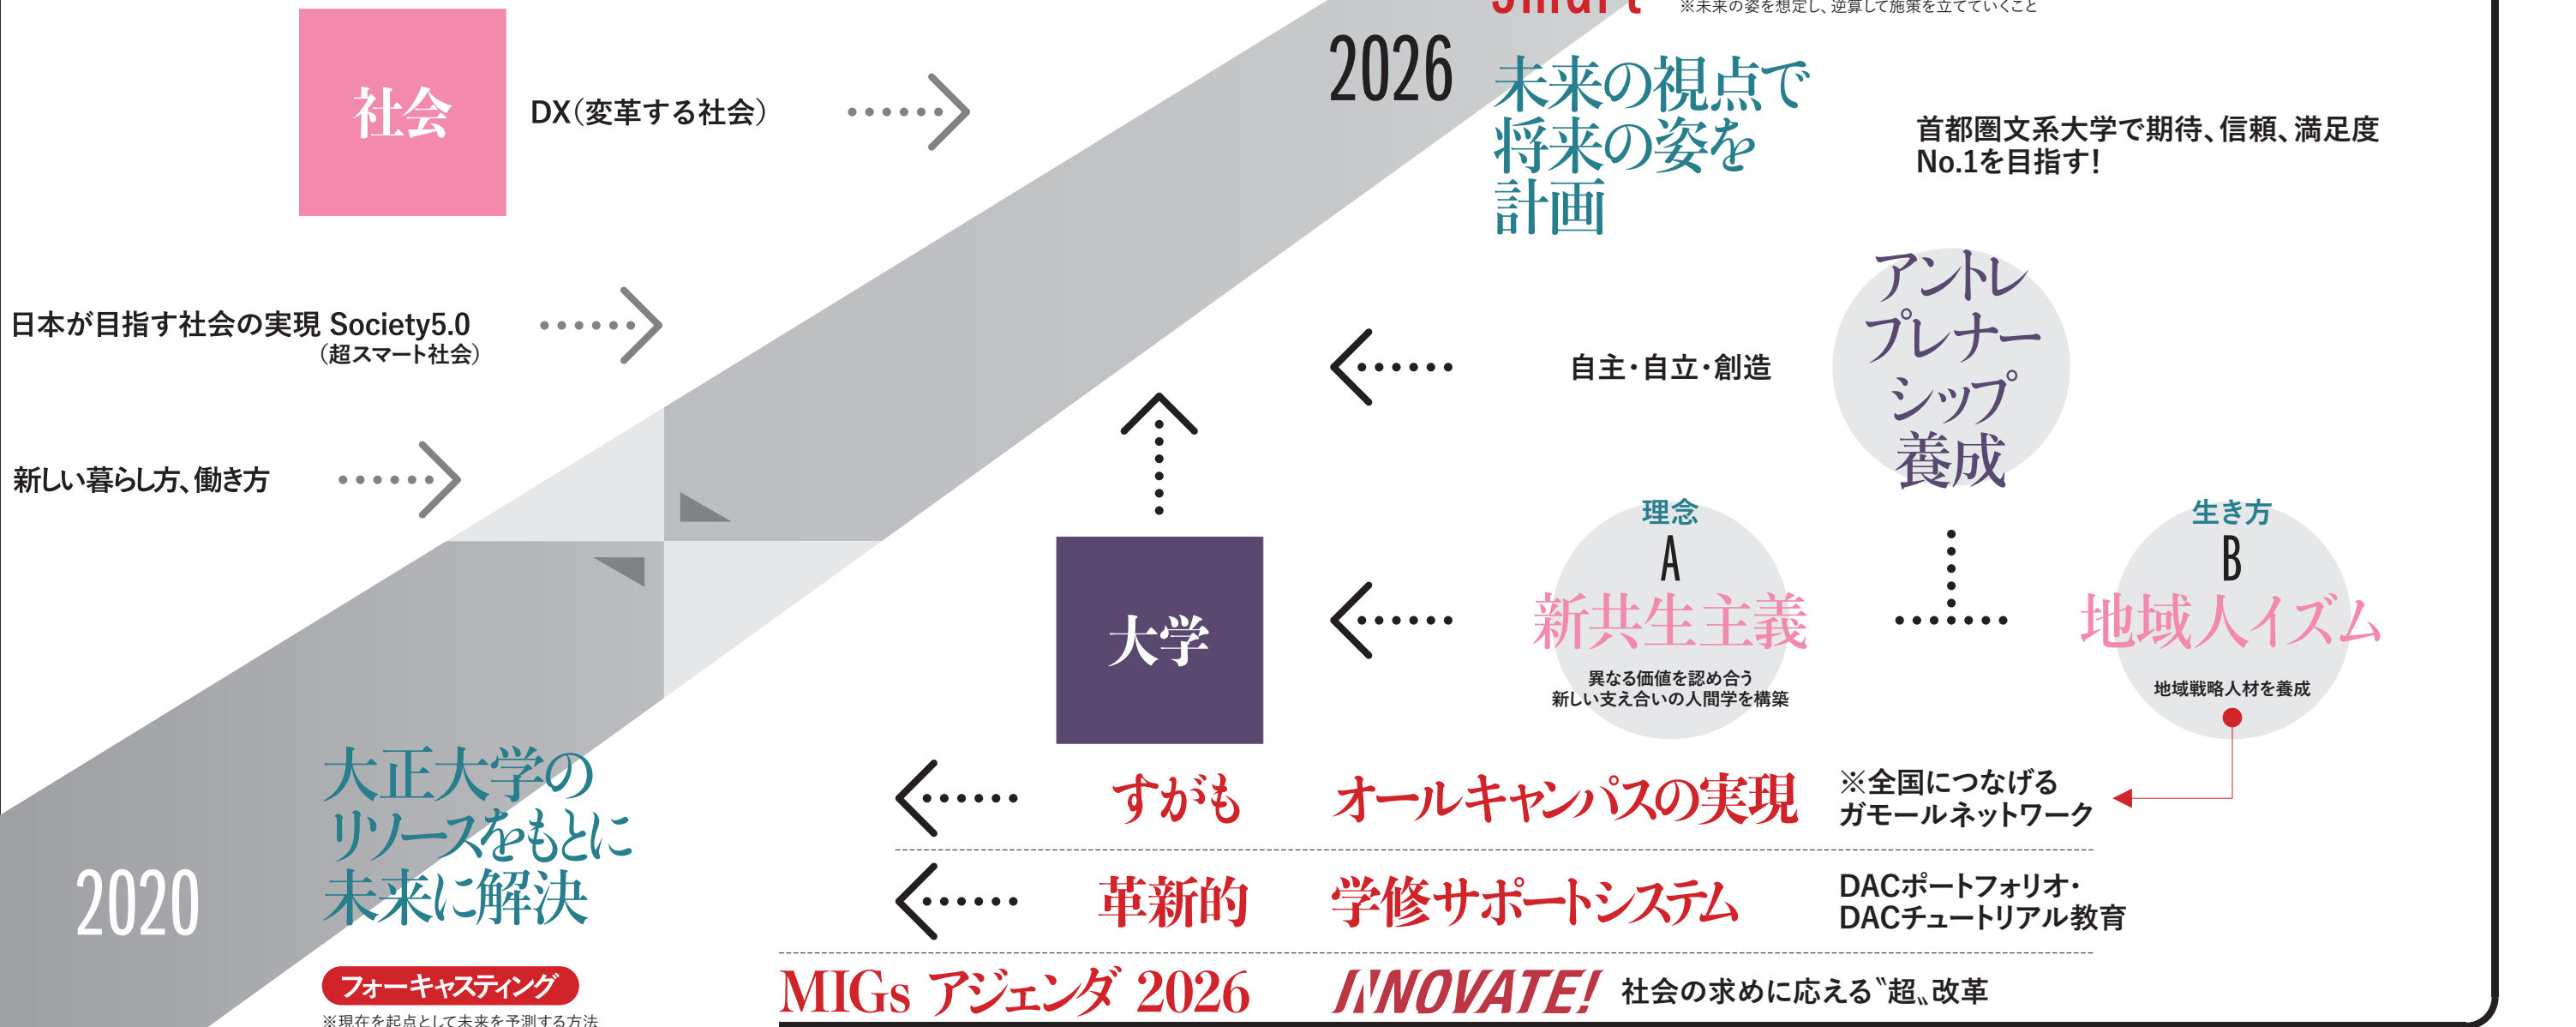 smart
※未来の姿を想定し、逆算して施策を立てていくこと
2026
未来の視点で
将来の姿を
計画
首都圏文系大学で期待、信頼、満足度
No.1を目指す！
社会
DX（変革する社会）
日本が目指す社会の実現 Society5.0
（超スマート社会）
新しい暮らし方、働き方
自主・自立・創造
アントレ
プレナー
シップ
養成
大学
理念
A
新共生主義
異なる価値を認め合う
新しい支え合いの人間学を構築
生き方
B
地域人イズム
地域戦略人材を養成
2020
大正大学の
リソースをもとに
未来に解決
フォーキャスティング
※現在を起点として未来を予測する方法
すがも オールキャンパスの実現
※全国につなげる
ガモールネットワーク
革新的 学修サポートシステム
DACポートフォリオ・
DACチュートリアル教育
MIGs アジェンダ 2026 INNOVATE! 社会の求めに応える〝超〟改革